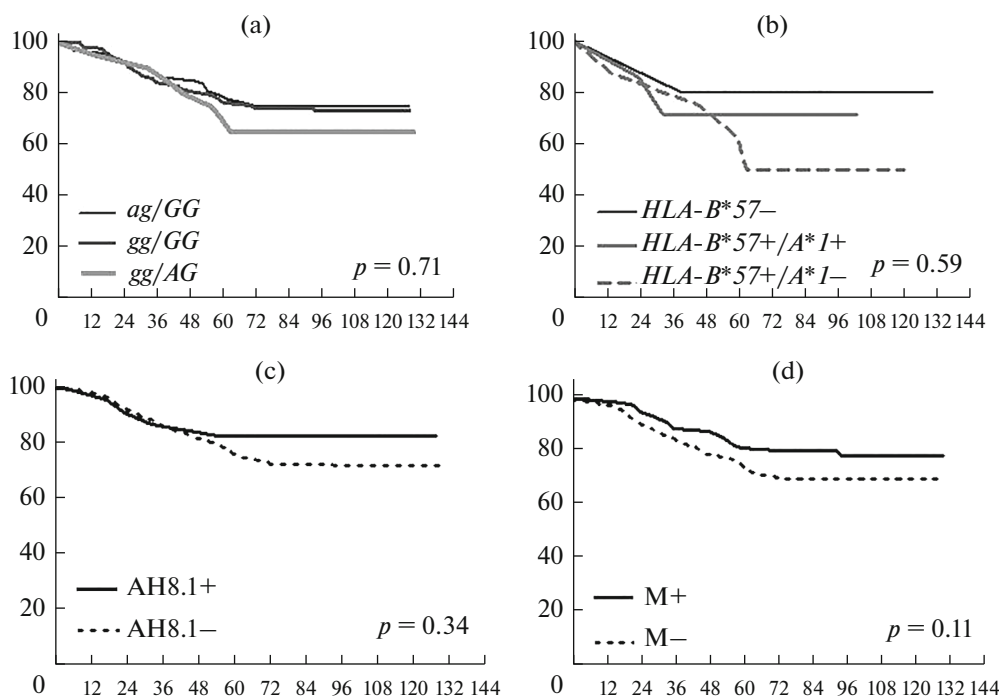 (a)
100
80
60
40
20
0
ag/GG
gg/GG
gg/AG
p = 0.71
12 24 36 48 60 72 84 96 108 120 132 144
(b)
100
80
60
40
20
0
HLA-B*57–
HLA-B*57+/A*1+
HLA-B*57+/A*1–
p = 0.59
12 24 36 48 60 72 84 96 108 120 132 144
(c)
100
80
60
40
20
0
AH8.1+
AH8.1–
p = 0.34
12 24 36 48 60 72 84 96 108 120 132 144
(d)
100
80
60
40
20
0
M+
M–
p = 0.11
12 24 36 48 60 72 84 96 108 120 132 144